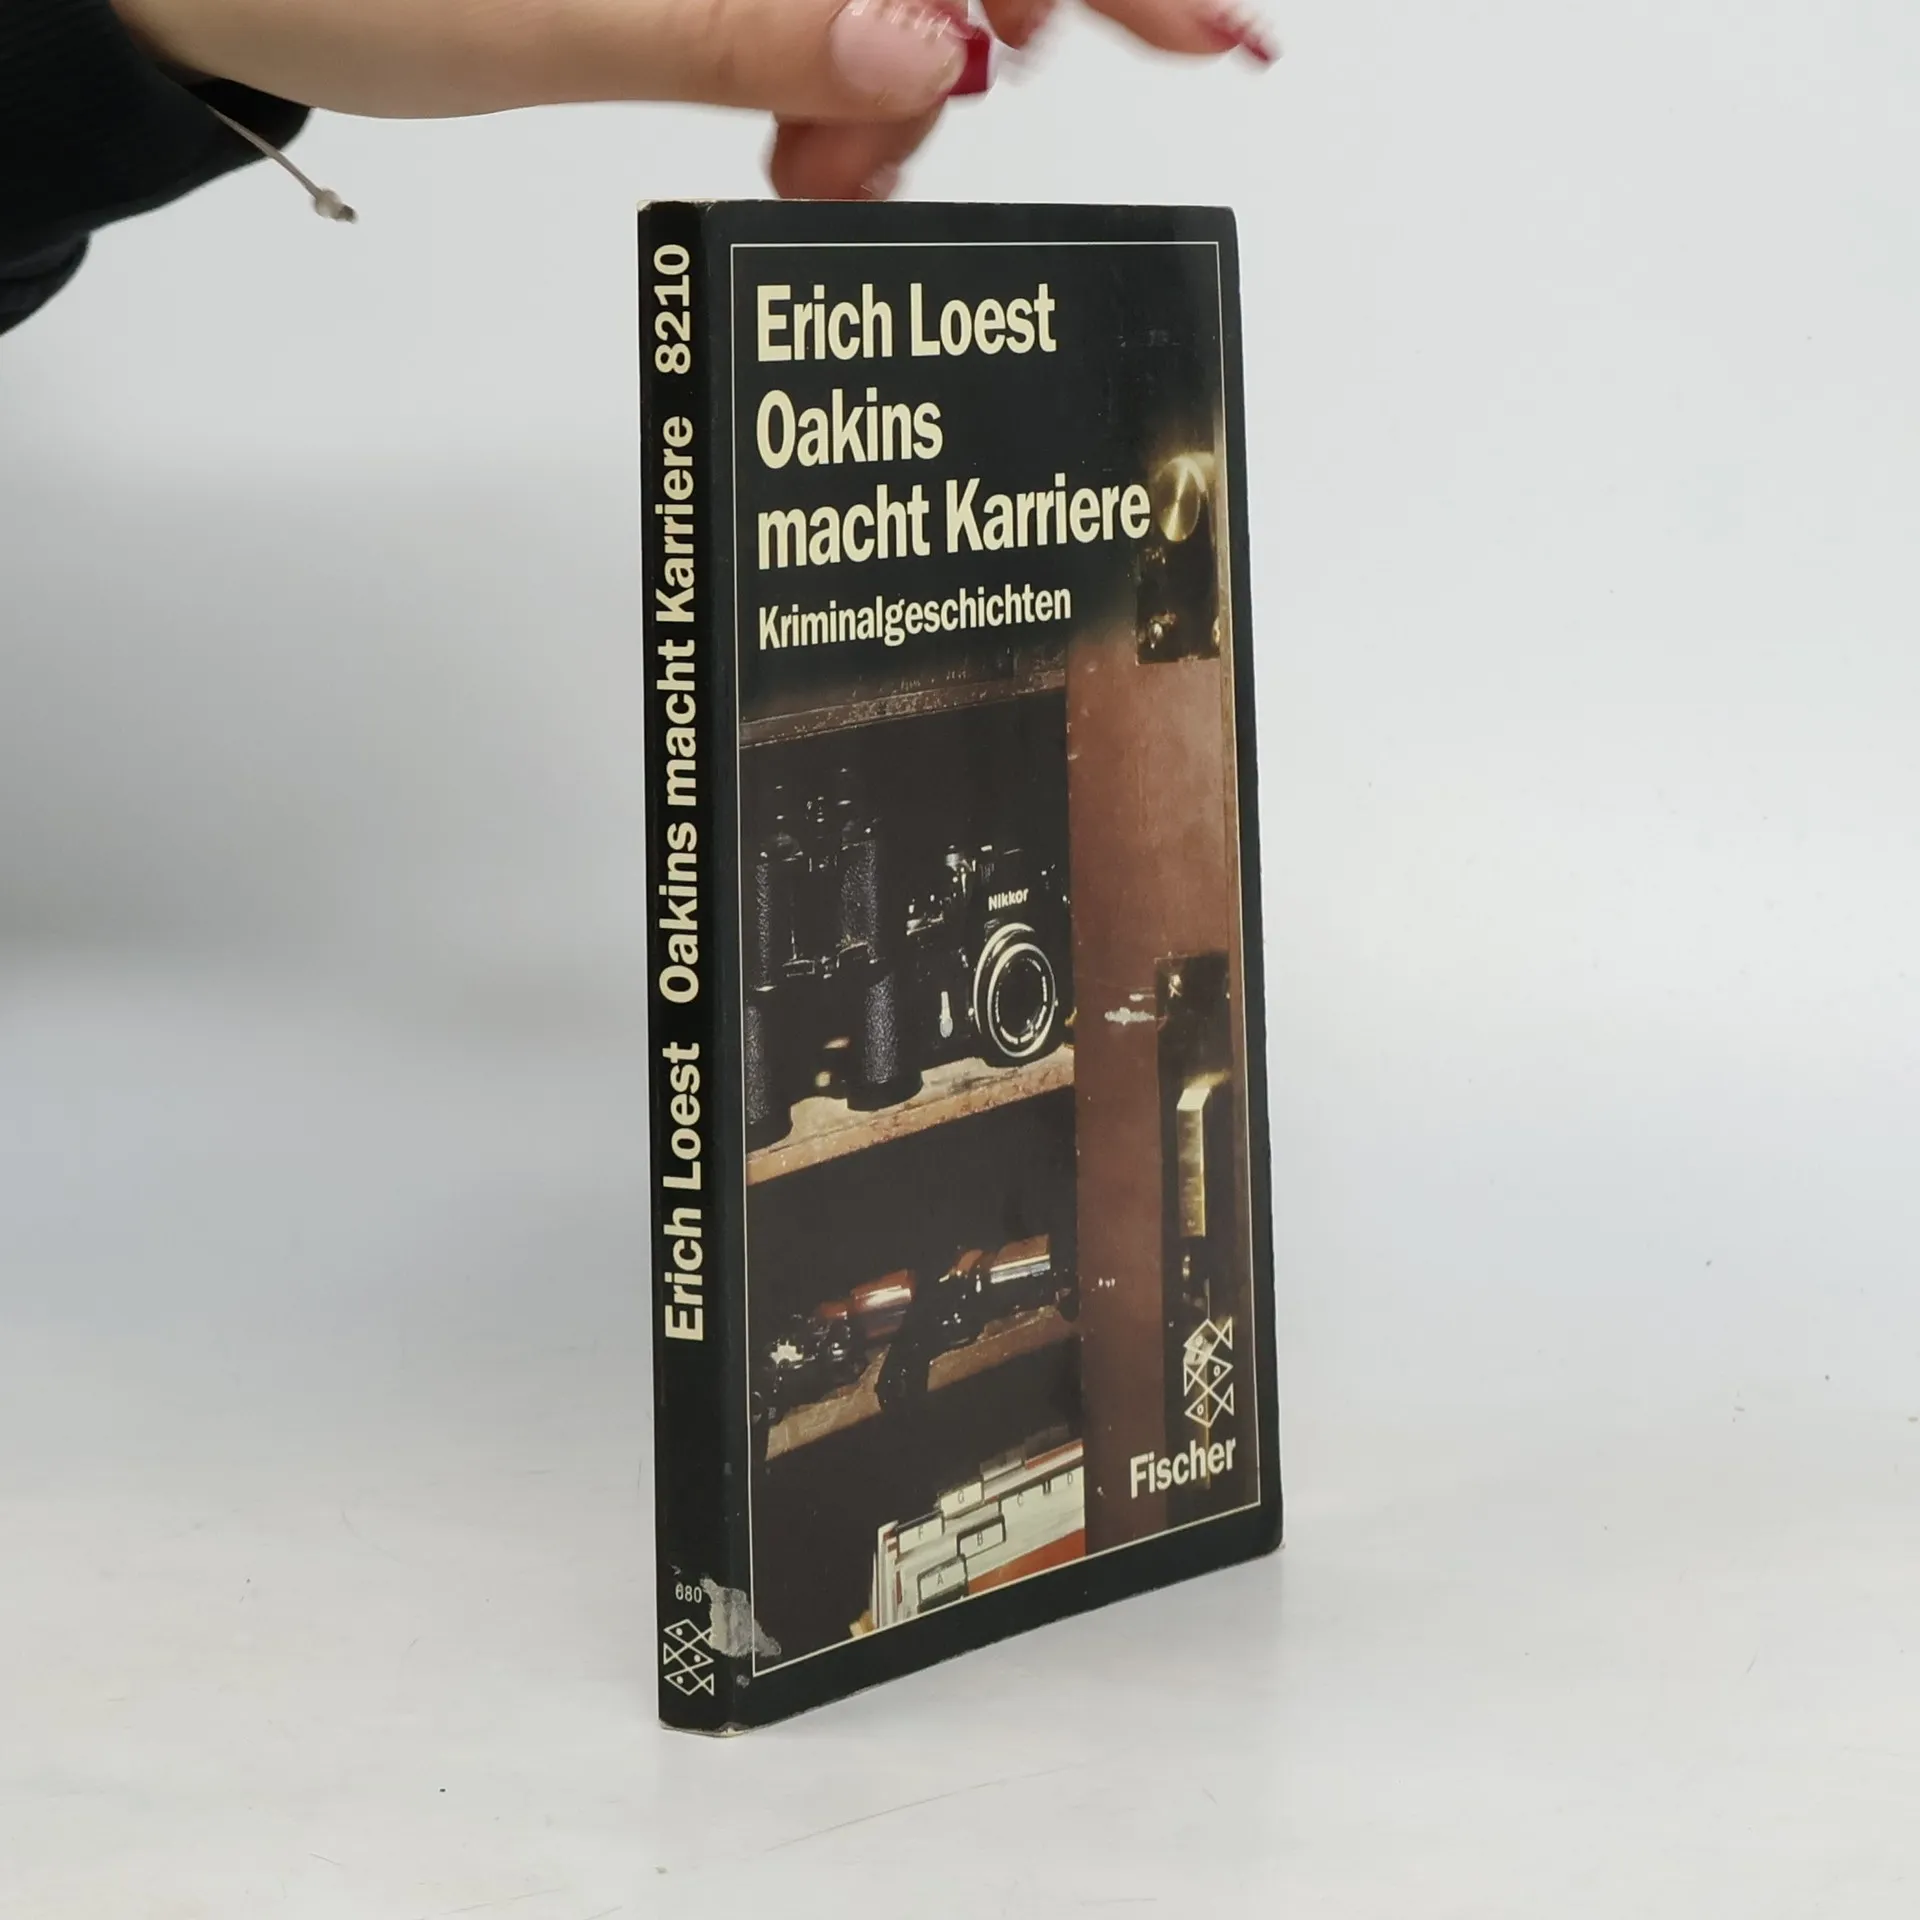 Erich Loest
Oakins
macht Karriere
Kriminalgeschichten
Nikkor
Fischer
G
C
D
F
B
A
Erich Loest Oakins macht Karriere 8210
680